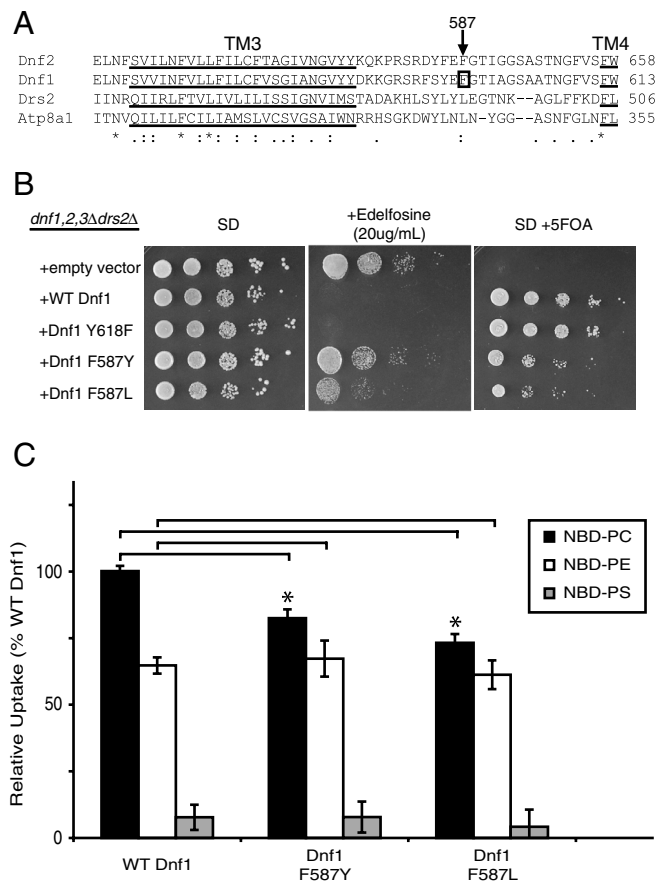 A
587
TM3 TM4
Dnf2 ELNFSVILNFVLLFILCFTAGIVNGVYYKQKPRSRDYFEFGTIGGSASTNGFVSFW 658
Dnf1 ELNFSVVINFVLLFILCFVSGIANGVYYDKKGRSRFSYEFGTIAGSAATNGFVSFW 613
Drs2 IINRQIIRLFTVLIVLILISSIGNVIMSTADAKHLSYLYLEGTNK--AGLFFKDFL 506
Atp8a1 ITNVQILILFCILIAMSLVCSVGSAIWNRRHSGKDWYLNLN-YGG--ASNFGLNFL 355
* .:: *.:*:: : . ..:. . . . : . . . . . *
B
dnf1,2,3Δdrs2Δ
SD
+Edelfosine
(20ug/mL)
SD +5FOA
+empty vector
+WT Dnf1
+Dnf1 Y618F
+Dnf1 F587Y
+Dnf1 F587L
C
Relative Uptake (% WT Dnf1)
100
50
0
* *
NBD-PC
NBD-PE
NBD-PS
WT Dnf1
Dnf1
F587Y
Dnf1
F587L